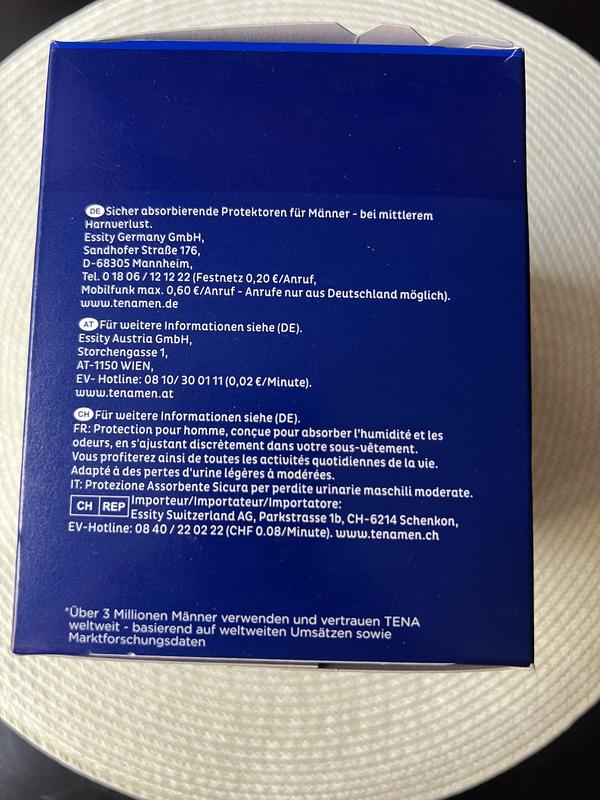 DE Sicher absorbierende Protektoren für Männer - bei mittlerem
Harnverlust.
Essity Germany GmbH,
Sandhofer Straße 176,
D-68305 Mannheim,
Tel. 0 18 06 / 12 12 22 (Festnetz 0,20 €/Anruf,
Mobilfunk max. 0,60 €/Anruf - Anrufe nur aus Deutschland möglich).
www.tenamen.de
AT Für weitere Informationen siehe (DE).
Essity Austria GmbH,
Storchengasse 1,
AT-1150 WIEN,
EV- Hotline: 08 10/ 30 01 11 (0,02 €/Minute).
www.tenamen.at
CH Für weitere Informationen siehe (DE).
FR: Protection pour homme, conçue pour absorber l'humidité et les
odeurs, en s'ajustant discrètement dans votre sous-vêtement.
Vous profiterez ainsi de toutes les activités quotidiennes de la vie.
Adapté à des pertes d'urine légères à modérées.
IT: Protezione Assorbente Sicura per perdite urinarie maschili moderate.
CH REP Importeur/Importateur/Importatore:
Essity Switzerland AG, Parkstrasse 1b, CH-6214 Schenkon,
EV-Hotline: 08 40 / 22 02 22 (CHF 0.08/Minute). www.tenamen.ch
*Über 3 Millionen Männer verwenden und vertrauen TENA
weltweit - basierend auf weltweiten Umsätzen sowie
Marktforschungsdaten